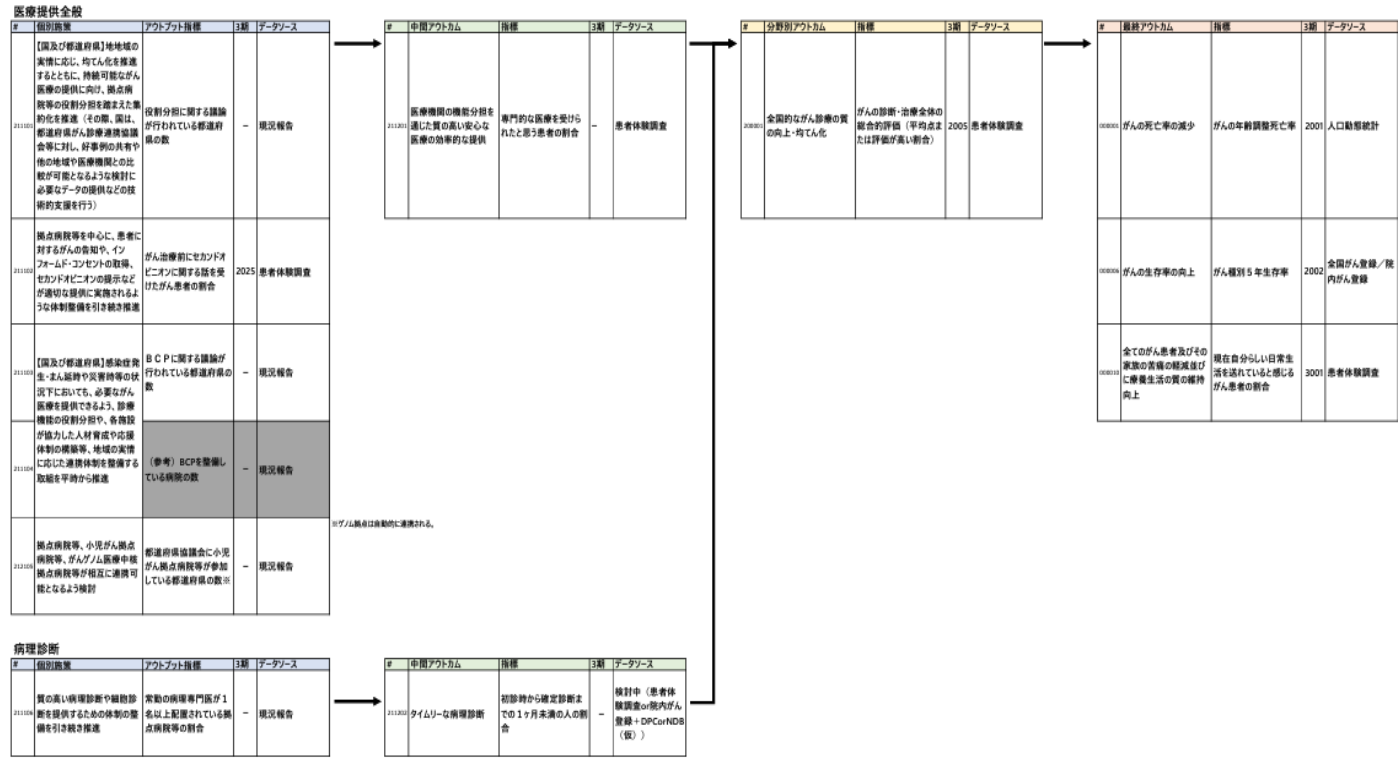 医療提供全般
# 個別施策 アウトプット指標 3期 データソース
211101
【国及び都道府県】地地域の
実情に応じ、均てん化を推進
するとともに、持続可能ながん
医療の提供に向け、拠点病
院等の役割分担を踏まえた集
約化を推進（その際、国は、
都道府県がん診療連携協議
会等に対し、好事例の共有や
他の地域や医療機関との比
較が可能となるような検討に
必要なデータの提供などの技
術的支援を行う）
役割分担に関する議論
が行われている都道府
県の数
－
現況報告
211102
拠点病院等を中心に、患者に
対するがんの告知や、イン
フォームド・コンセントの取得、
セカンドオピニオンの提示など
が適切な提供に実施されるよ
うな体制整備を引き続き推進
がん治療前にセカンドオ
ピニオンに関する話を受
けたがん患者の割合
2025
患者体験調査
211103
【国及び都道府県】感染症発
生・まん延時や災害時等の状
況下においても、必要ながん
医療を提供できるよう、診療
機能の役割分担や、各施設
が協力した人材育成や応援
体制の構築等、地域の実情
に応じた連携体制を整備する
取組を平時から推進
ＢＣＰに関する議論が
行われている都道府県の
数
－
現況報告
211104
（参考）BCPを整備し
ている病院の数
－
現況報告
212105
拠点病院等、小児がん拠点
病院等、がんゲノム医療中核
拠点病院等が相互に連携可
能となるよう検討
都道府県協議会に小児
がん拠点病院等が参加
している都道府県の数※
－
現況報告
※ゲノム拠点は自動的に連携される。
# 中間アウトカム 指標 3期 データソース
211201
医療機関の機能分担を
通じた質の高い安心な
医療の効率的な提供
専門的な医療を受けら
れたと思う患者の割合
－
患者体験調査
# 分野別アウトカム 指標 3期 データソース
200001
全国的ながん診療の質
の向上・均てん化
がんの診断・治療全体の
総合的評価（平均点ま
たは評価が高い割合）
2005
患者体験調査
# 最終アウトカム 指標 3期 データソース
000001
がんの死亡率の減少
がんの年齢調整死亡率
2001
人口動態統計
000006
がんの生存率の向上
がん種別５年生存率
2002
全国がん登録／院
内がん登録
000010
全てのがん患者及びその
家族の苦痛の軽減並び
に療養生活の質の維持
向上
現在自分らしい日常生
活を送れていると感じる
がん患者の割合
3001
患者体験調査
病理診断
# 個別施策 アウトプット指標 3期 データソース
211106
質の高い病理診断や細胞診
断を提供するための体制の整
備を引き続き推進
常勤の病理専門医が１
名以上配置されている拠
点病院等の割合
－
現況報告
# 中間アウトカム 指標 3期 データソース
211202
タイムリーな病理診断
初診時から確定診断ま
での１ヶ月未満の人の割
合
－
検討中（患者体
験調査or院内がん
登録＋DPCorNDB
（仮））